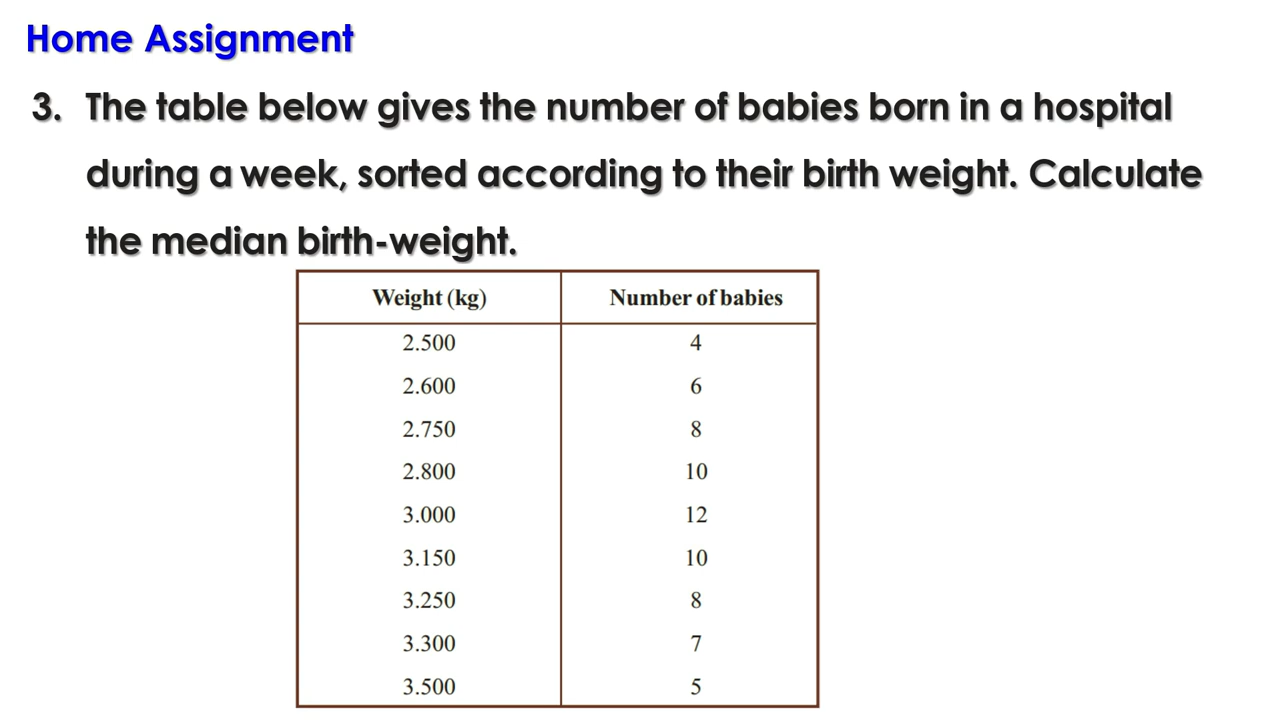 Home Assignment
3. The table below gives the number of babies born in a hospital
during a week, sorted according to their birth weight. Calculate
the median birth-weight.
Weight (kg) Number of babies
2.500 4
2.600 6
2.750 8
2.800 10
3.000 12
3.150 10
3.250 8
3.300 7
3.500 5